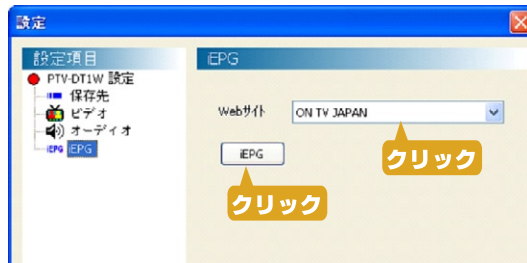 設定
設定項目
PTV-DT1W 設定
保存先
ビデオ
オーディオ
iEPG EPG
iEPG
Webサイト ON TV JAPAN
iEPG
クリック
クリック